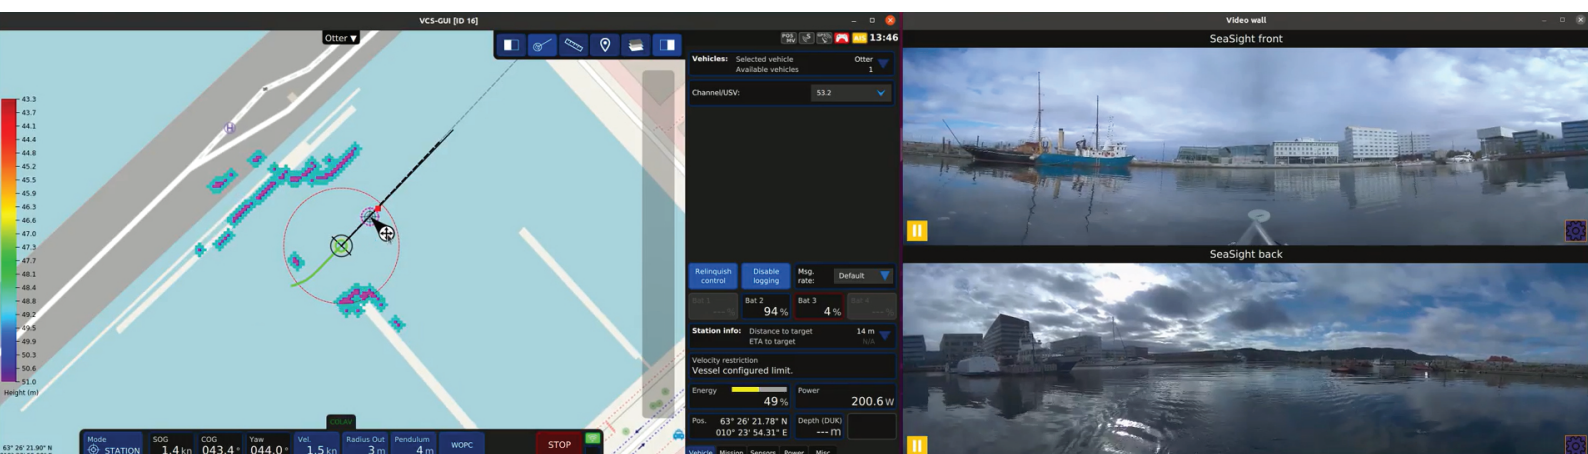 VCS-GUI [ID 16]
Otter ▼
13:46
AIS
Vehicles: Selected vehicle Otter
Available vehicles 1
Channel/USV: 53.2
43.3
43.7
44.1
44.4
44.8
45.2
45.5
45.9
46.3
46.6
47.0
47.3
47.7
48.1
48.4
48.8
49.2
49.5
49.9
50.3
50.6
51.0
Height (m)
H
Relinquish control
Disable logging
Msg. rate:
Default
Bat 1
---%
Bat 2
94%
Bat 3
4%
Bat 4
---%
Station info: Distance to target 14 m
ETA to target N/A
Velocity restriction
Vessel configured limit.
Energy
49%
Power
200.6 W
Pos. 63° 26' 21.78" N
010° 23' 54.31" E
Depth (DUK)
--- m
Vehicle Mission Sensors Power Misc
COLAV
63° 26' 21.90" N
Mode
STATION
SOG
1.4 kn
COG
043.4°
Yaw
044.0°
Vel.
1.5 kn
Radius Out
3 m
Pendulum
4 m
WOPC
STOP
Video wall
SeaSight front
SeaSight back